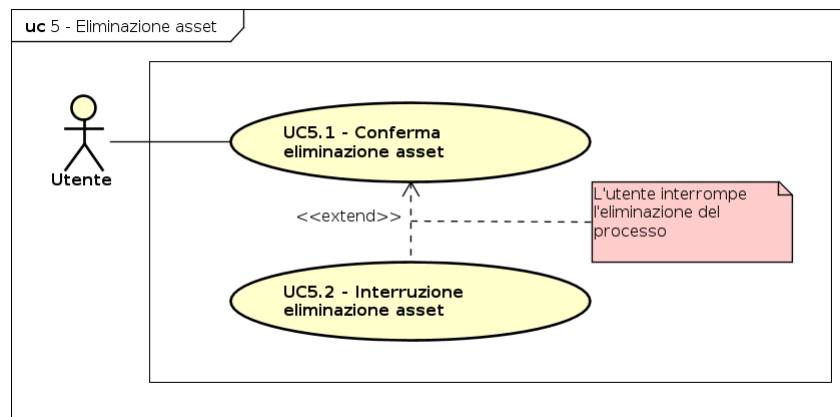 uc 5 - Eliminazione asset
UC5.1 - Conferma
eliminazione asset
Utente
L'utente interrompe
l'eliminazione del
processo
<<extend>>
UC5.2 - Interruzione
eliminazione asset